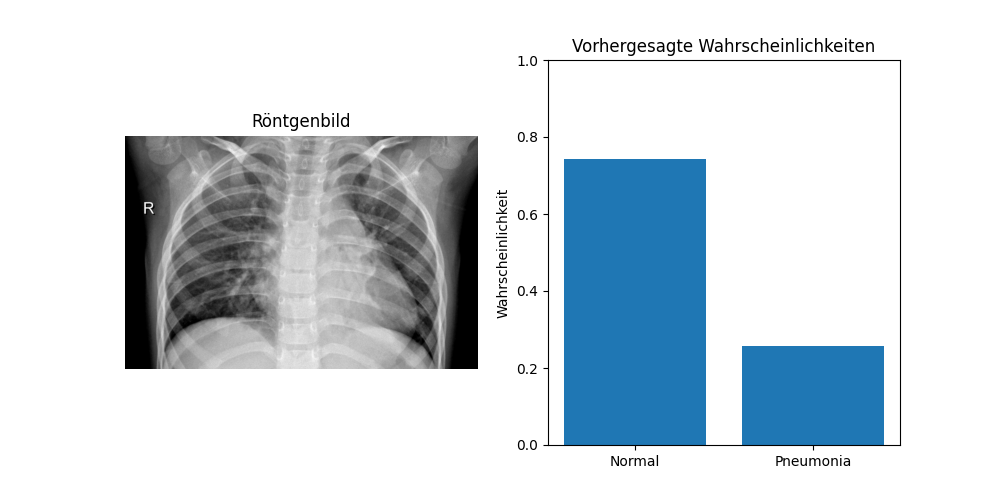 Röntgenbild
R
Vorhergesagte Wahrscheinlichkeiten
Wahrscheinlichkeit
1.0
0.8
0.6
0.4
0.2
0.0
Normal
Pneumonia